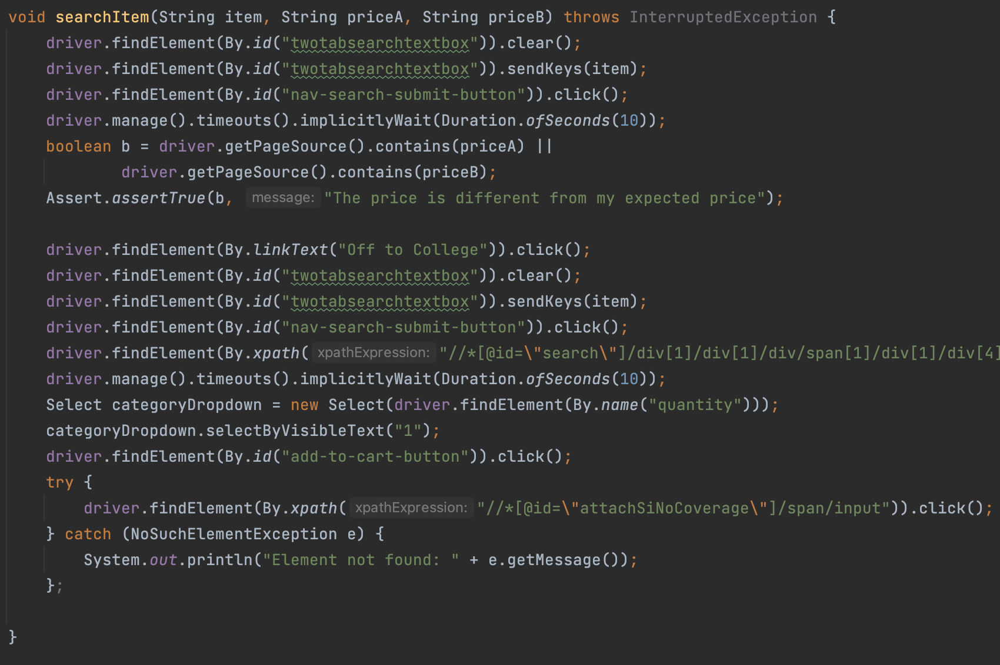 void searchItem(String item, String priceA, String priceB) throws InterruptedException {
driver.findElement(By.id("twotabsearchtextbox")).clear();
driver.findElement(By.id("twotabsearchtextbox")).sendKeys(item);
driver.findElement(By.id("nav-search-submit-button")).click();
driver.manage().timeouts().implicitlyWait(Duration.ofSeconds(10));
boolean b = driver.getPageSource().contains(priceA) ||
driver.getPageSource().contains(priceB);
Assert.assertTrue(b, message: "The price is different from my expected price");
driver.findElement(By.linkText("Off to College")).click();
driver.findElement(By.id("twotabsearchtextbox")).clear();
driver.findElement(By.id("twotabsearchtextbox")).sendKeys(item);
driver.findElement(By.id("nav-search-submit-button")).click();
driver.findElement(By.xpath( xpathExpression: "//*[@id=\"search\"]/div[1]/div[1]/div/span[1]/div[1]/div[4]
driver.manage().timeouts().implicitlyWait(Duration.ofSeconds(10));
Select categoryDropdown = new Select(driver.findElement(By.name("quantity")));
categoryDropdown.selectByVisibleText("1");
driver.findElement(By.id("add-to-cart-button")).click();
try {
driver.findElement(By.xpath( xpathExpression: "//*[@id=\"attachSiNoCoverage\"]/span/input")).click();
} catch (NoSuchElementException e) {
System.out.println("Element not found: " + e.getMessage());
};
}